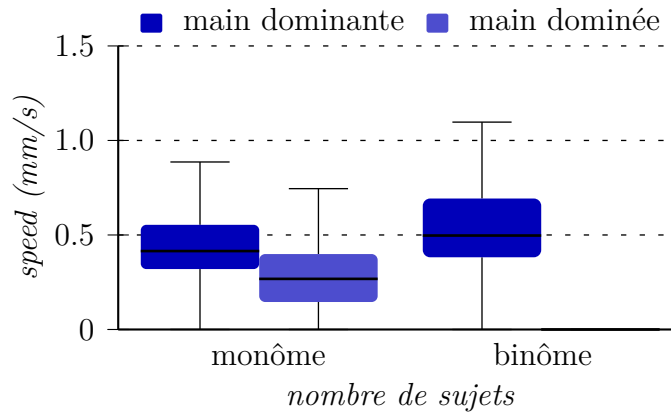 main dominante main dominée
1.5
1.0
0.5
0
speed (mm/s)
monôme binôme
nombre de sujets